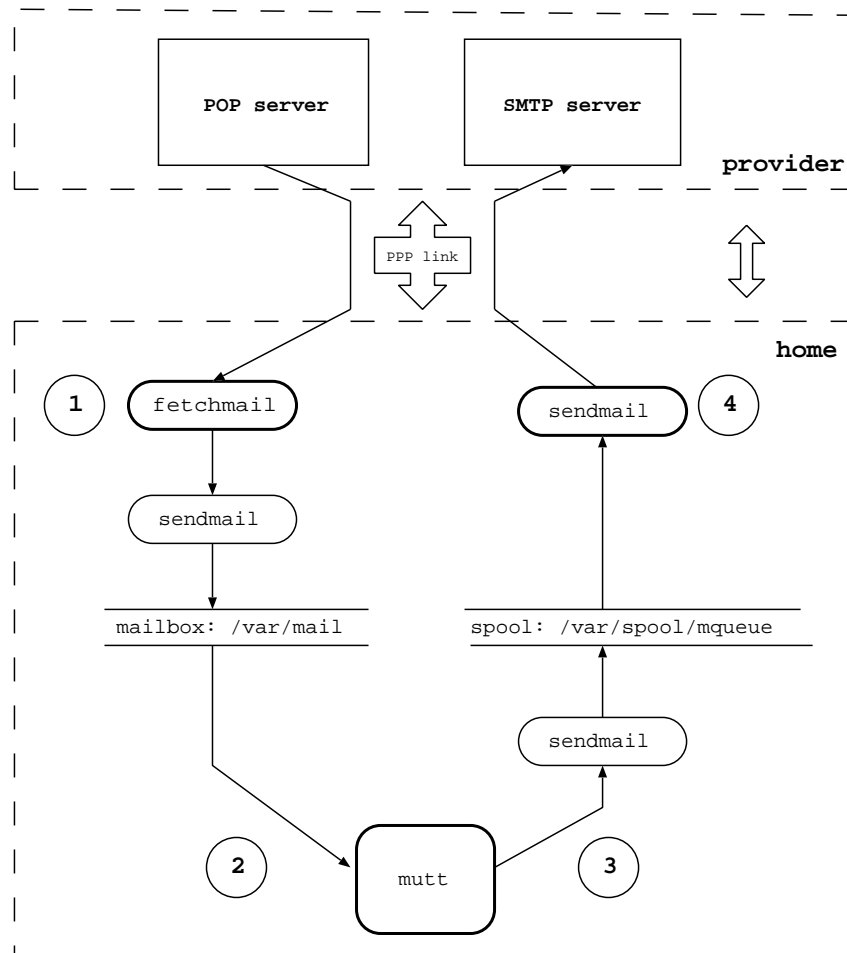 POP server
SMTP server
provider
PPP link
home
1
fetchmail
sendmail
4
sendmail
mailbox: /var/mail
spool: /var/spool/mqueue
sendmail
2
mutt
3